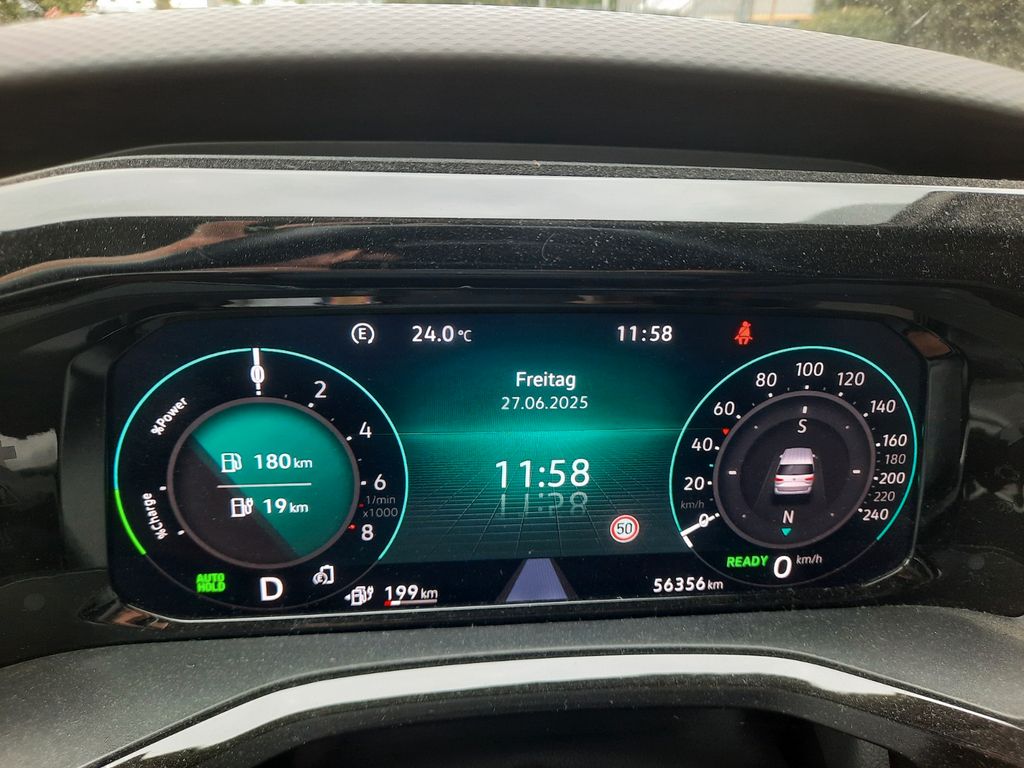 E 24.0 °C 11:58
Freitag
27.06.2025
11:58
50
%Power
%Charge
0
2
4
6
8
1/min
x1000
180 km
19 km
AUTO
HOLD
D
199 km
56356 km
0
20
40
60
80
100
120
140
160
180
200
220
240
km/h
S
N
READY 0 km/h